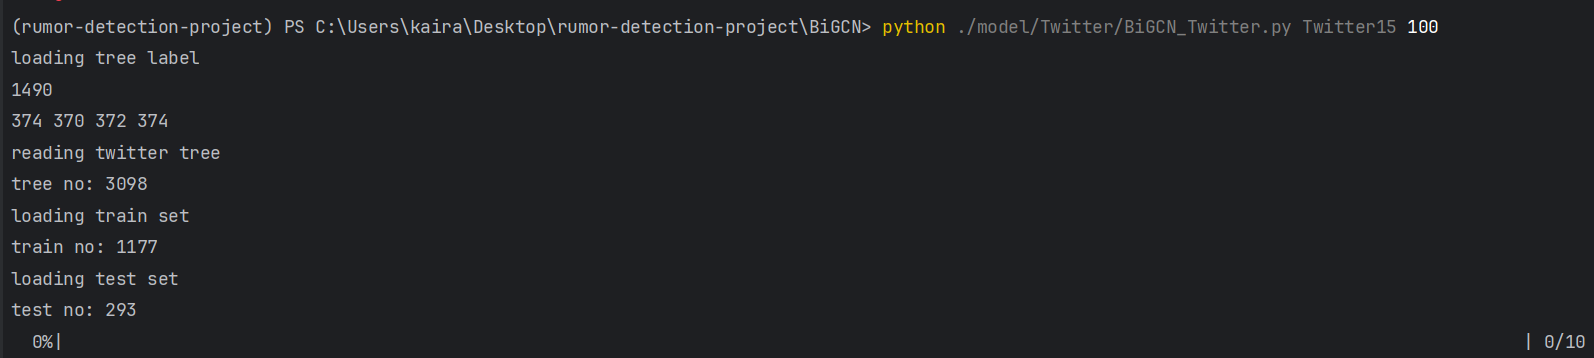 (rumor-detection-project) PS C:\Users\kaira\Desktop\rumor-detection-project\BiGCN> python ./model/Twitter/BiGCN_Twitter.py Twitter15 100
loading tree label
1490
374 370 372 374
reading twitter tree
tree no: 3098
loading train set
train no: 1177
loading test set
test no: 293
  0%|                                                                                | 0/10